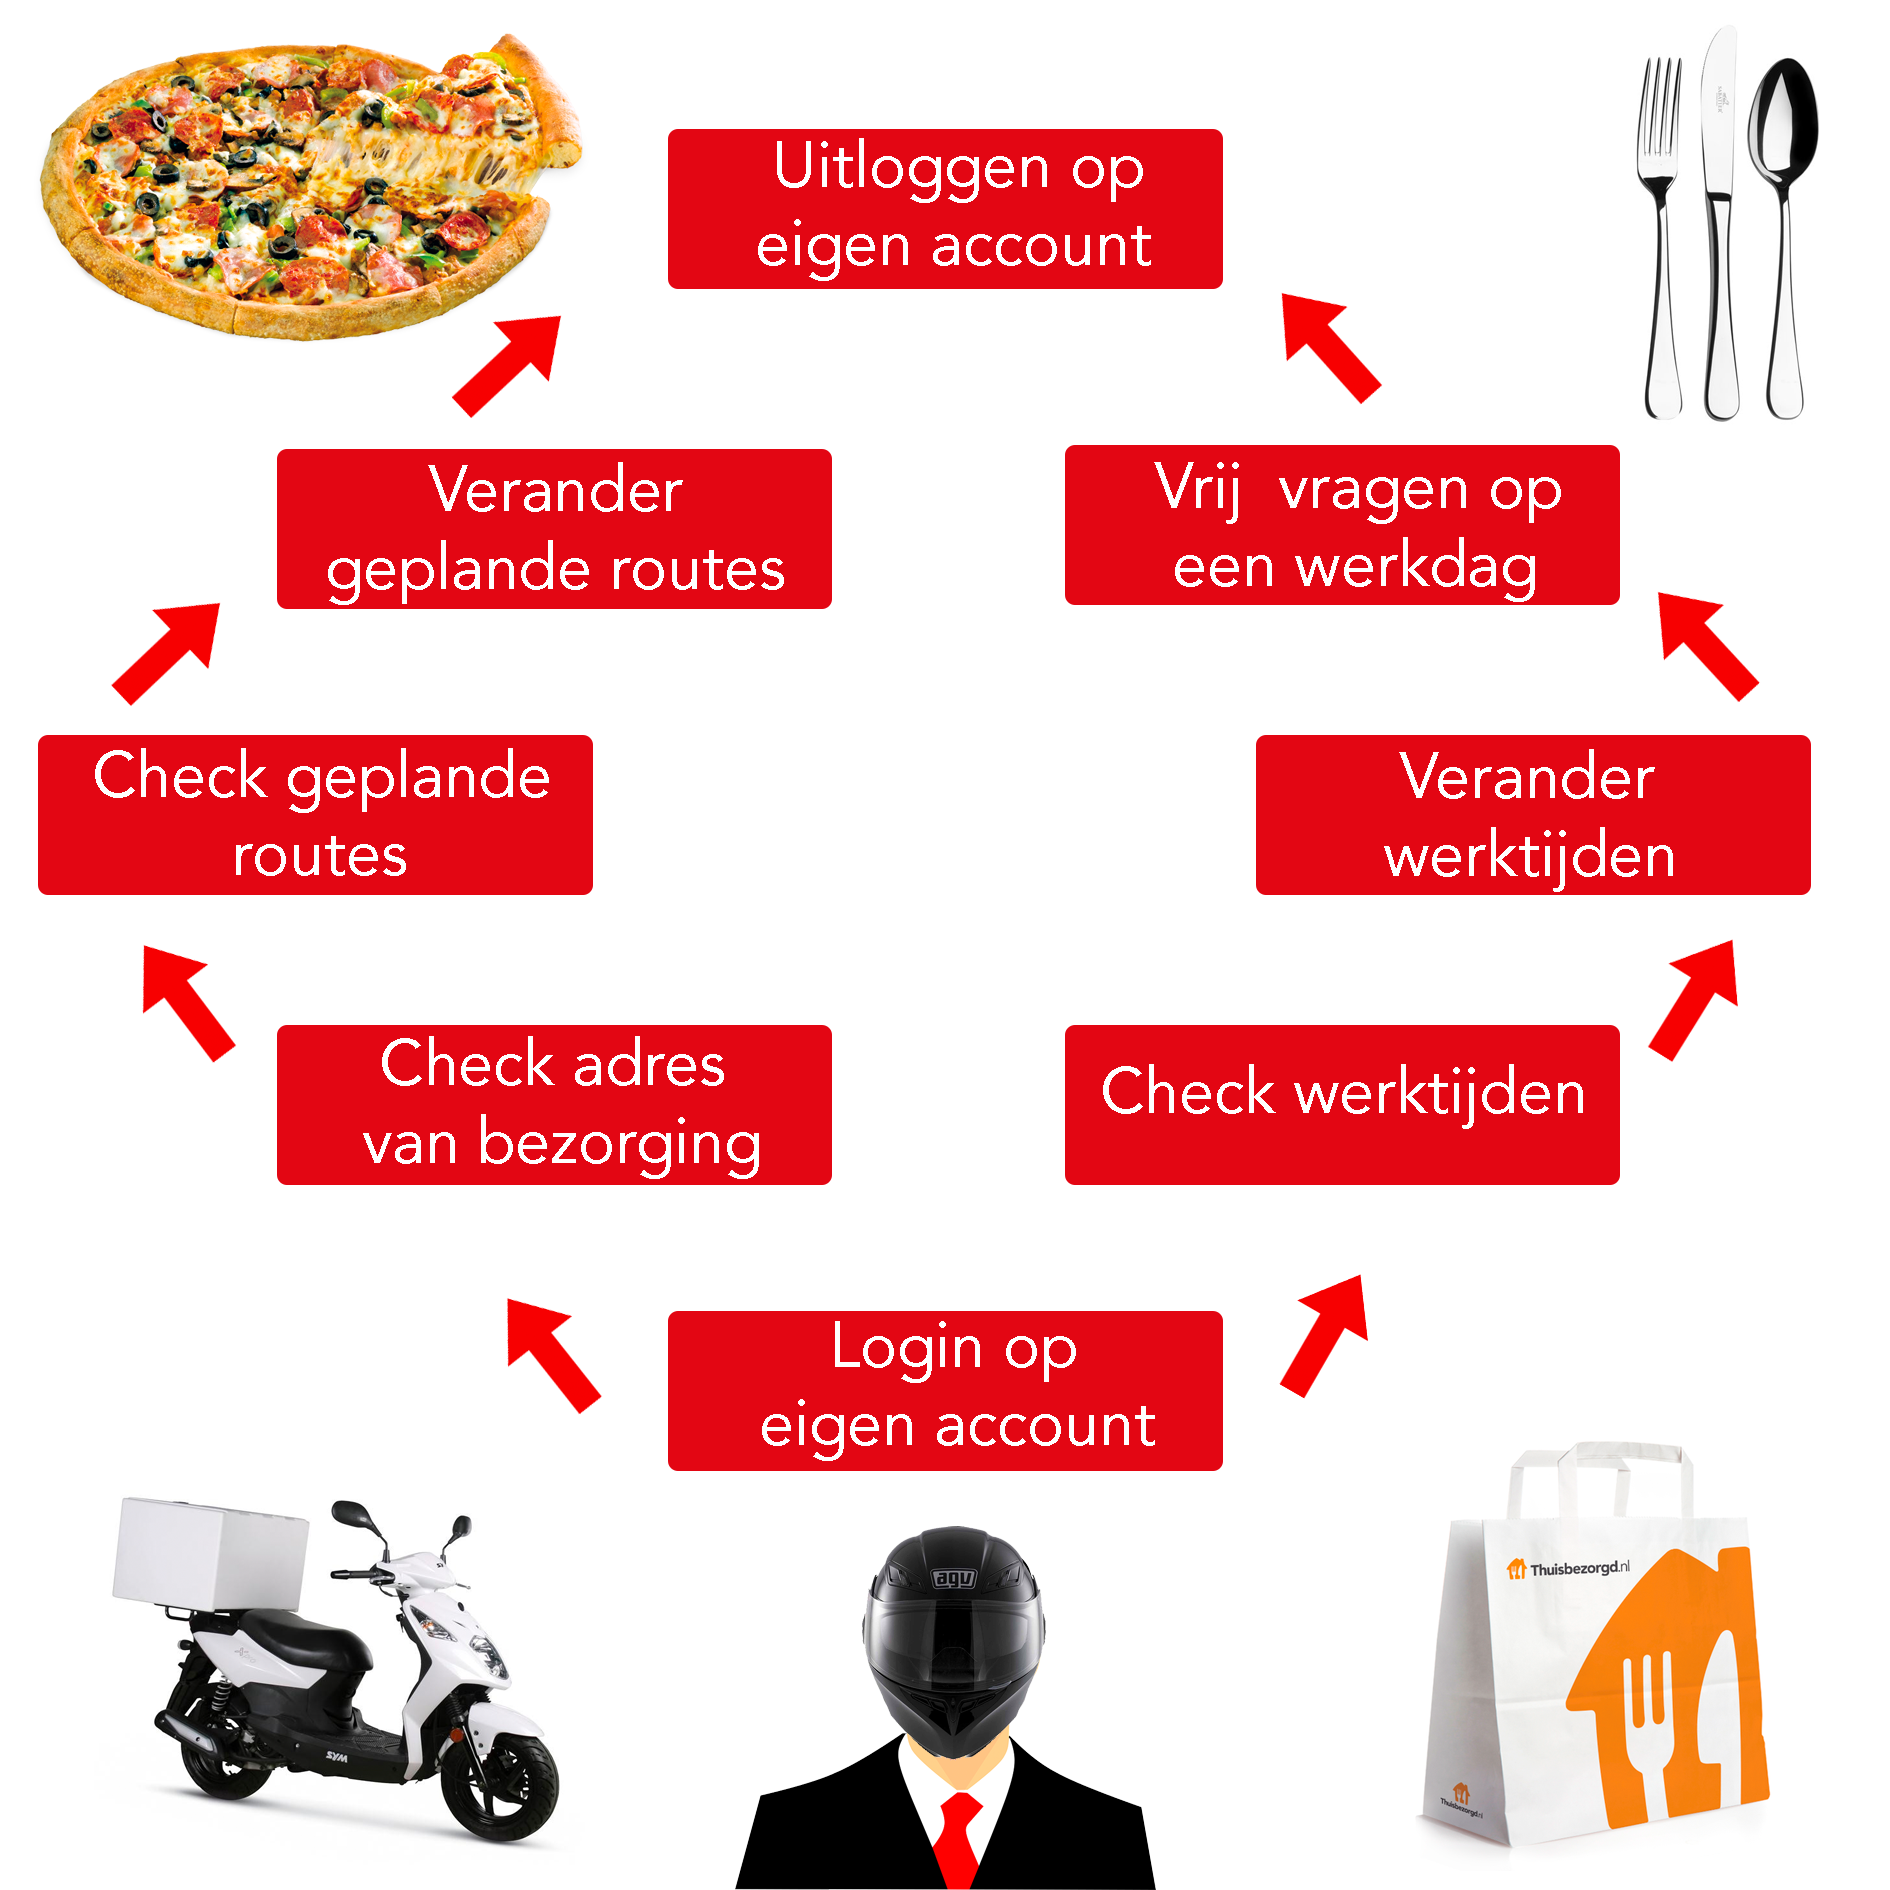 Uitloggen op
eigen account
Verander
geplande routes
Vrij  vragen op
een werkdag
Check geplande
routes
Verander
werktijden
Check adres
van bezorging
Check werktijden
Login op
eigen account
agv
SYM
Thuisbezorgd.nl
Thuisbezorgd.nl